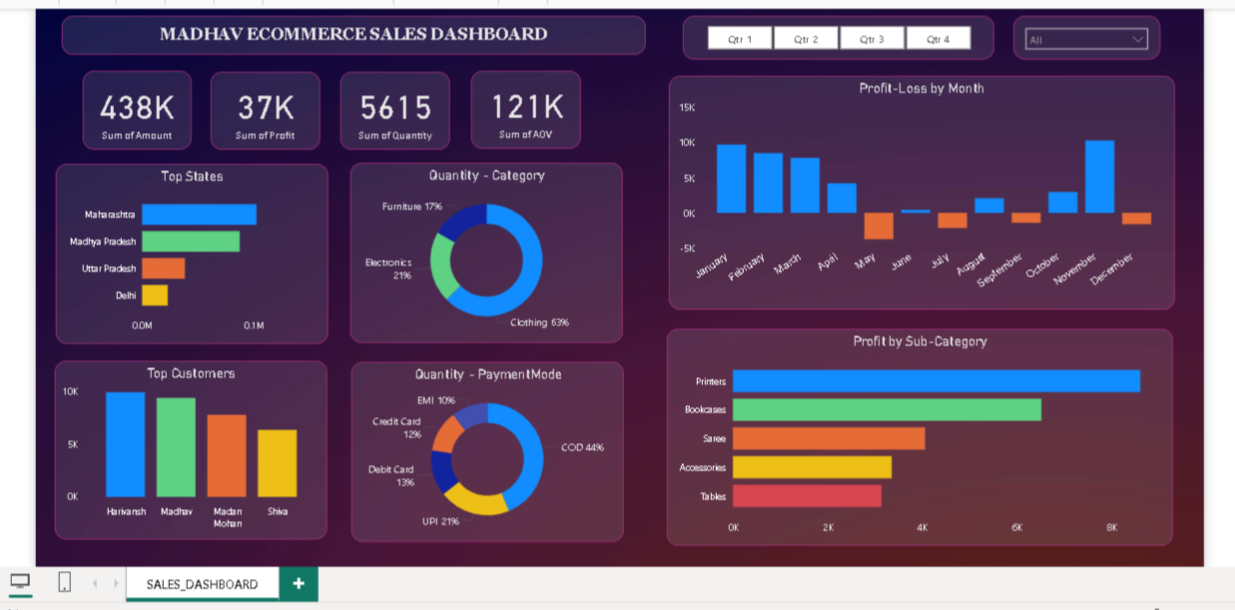 MADHAV ECOMMERCE SALES DASHBOARD
Qtr 1
Qtr 2
Qtr 3
Qtr 4
All
438K
Sum of Amount
37K
Sum of Profit
5615
Sum of Quantity
121K
Sum of AOV
Top States
Maharashtra
Madhya Pradesh
Uttar Pradesh
Delhi
0.0M
0.1M
Quantity - Category
Furniture 17%
Electronics
21%
Clothing 63%
Profit-Loss by Month
15K
10K
5K
0K
-5K
January
February
March
April
May
June
July
August
September
October
November
December
Top Customers
10K
5K
0K
Harivansh
Madhav
Madan
Mohan
Shiva
Quantity - PaymentMode
EMI 10%
Credit Card
12%
Debit Card
13%
UPI 21%
COD 44%
Profit by Sub-Category
Printers
Bookcases
Saree
Accessories
Tables
0K
2K
4K
6K
8K
SALES_DASHBOARD
+